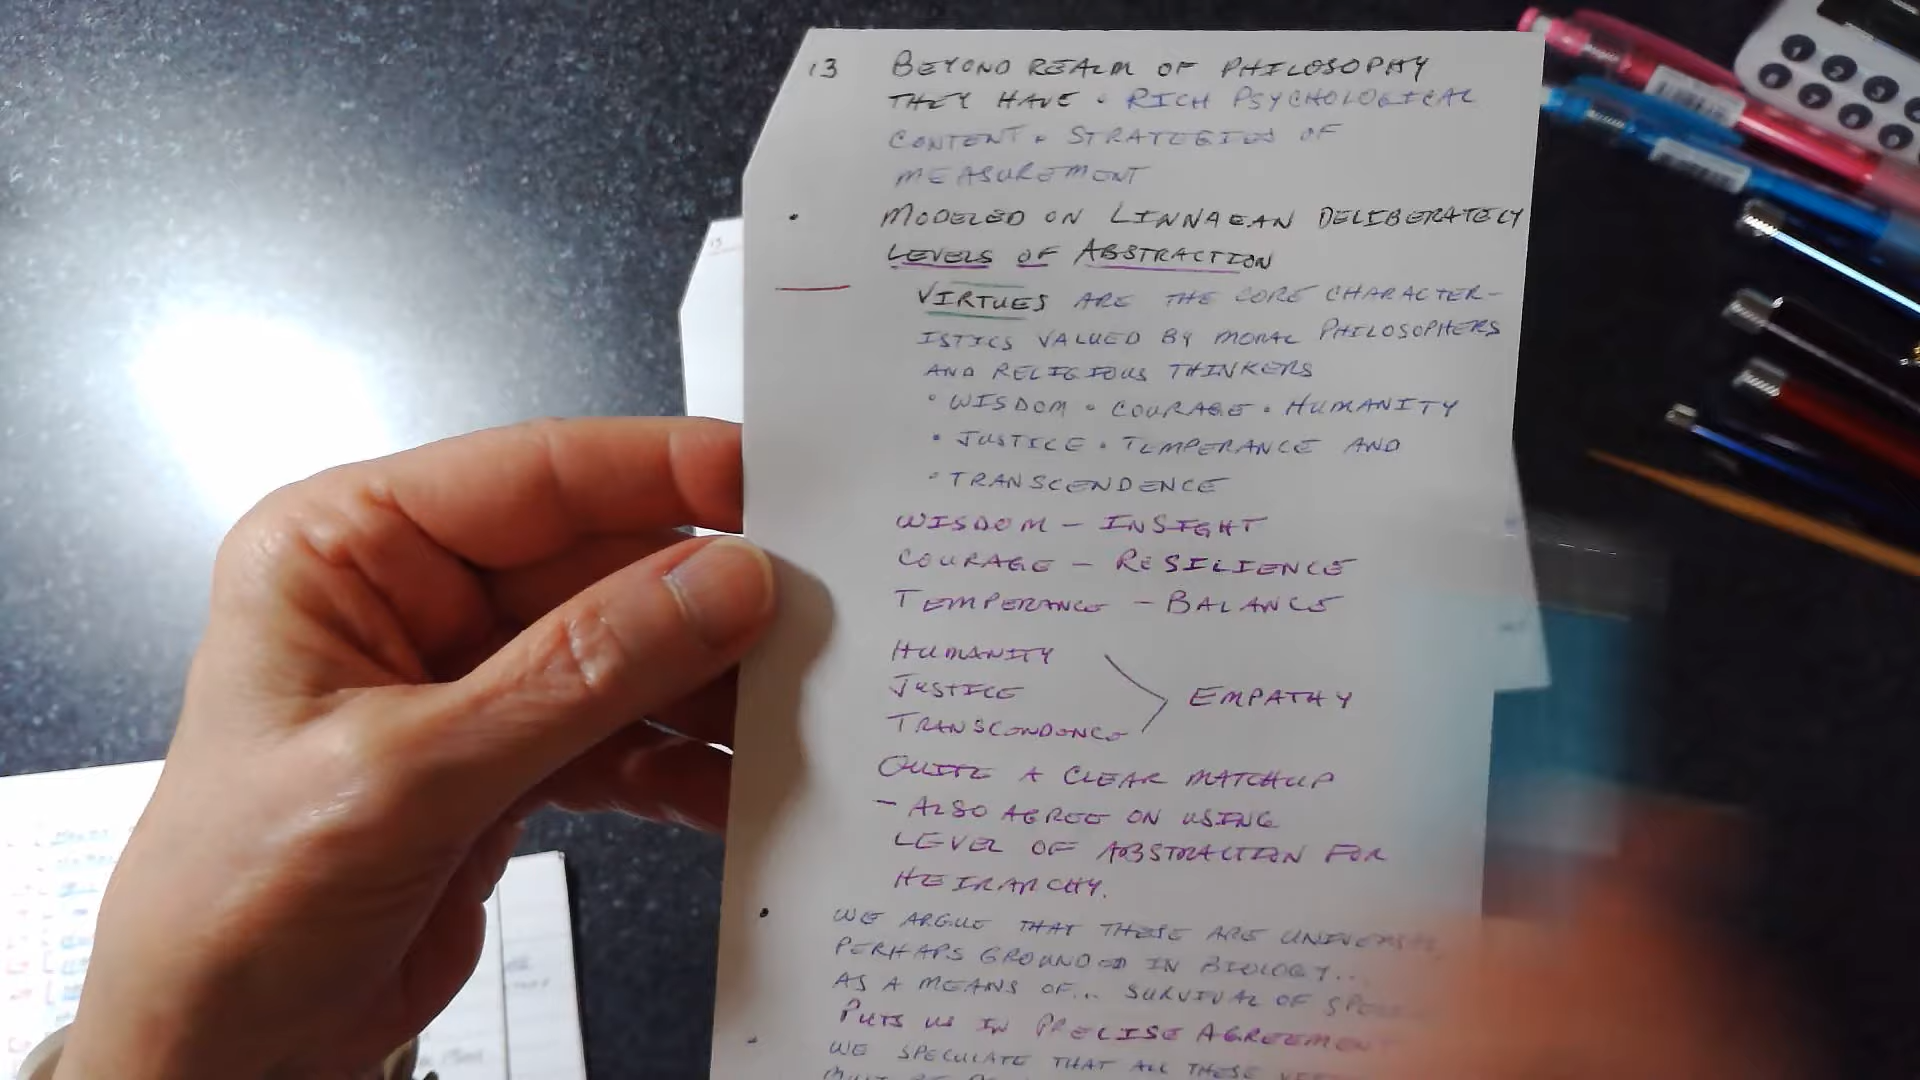 13 BEYOND REALM OF PHILOSOPHY
THEY HAVE • RICH PSYCHOLOGICAL
CONTENT • STRATEGIES OF
MEASUREMENT
• MODELED ON LINNAEAN DELIBERATELY
LEVELS OF ABSTRACTION
VIRTUES ARE THE CORE CHARACTER-
ISTICS VALUED BY MORAL PHILOSOPHERS
AND RELIGIOUS THINKERS
• WISDOM • COURAGE • HUMANITY
• JUSTICE • TEMPERANCE AND
• TRANSCENDENCE
WISDOM - INSIGHT
COURAGE - RESILIENCE
TEMPERANCE - BALANCE
HUMANITY
JUSTICE
EMPATHY
TRANSCENDENCE
QUITE A CLEAR MATCHUP
- ALSO AGREE ON USING
LEVEL OF ABSTRACTION FOR
HEIRARCHY.
• WE ARGUE THAT THESE ARE
PERHAPS GROUNDED IN BIOLOGY...
AS A MEANS OF... SURVIVAL OF
PUTS US IN PRECISE AGREEMENT
• WE SPECULATE THAT ALL THESE